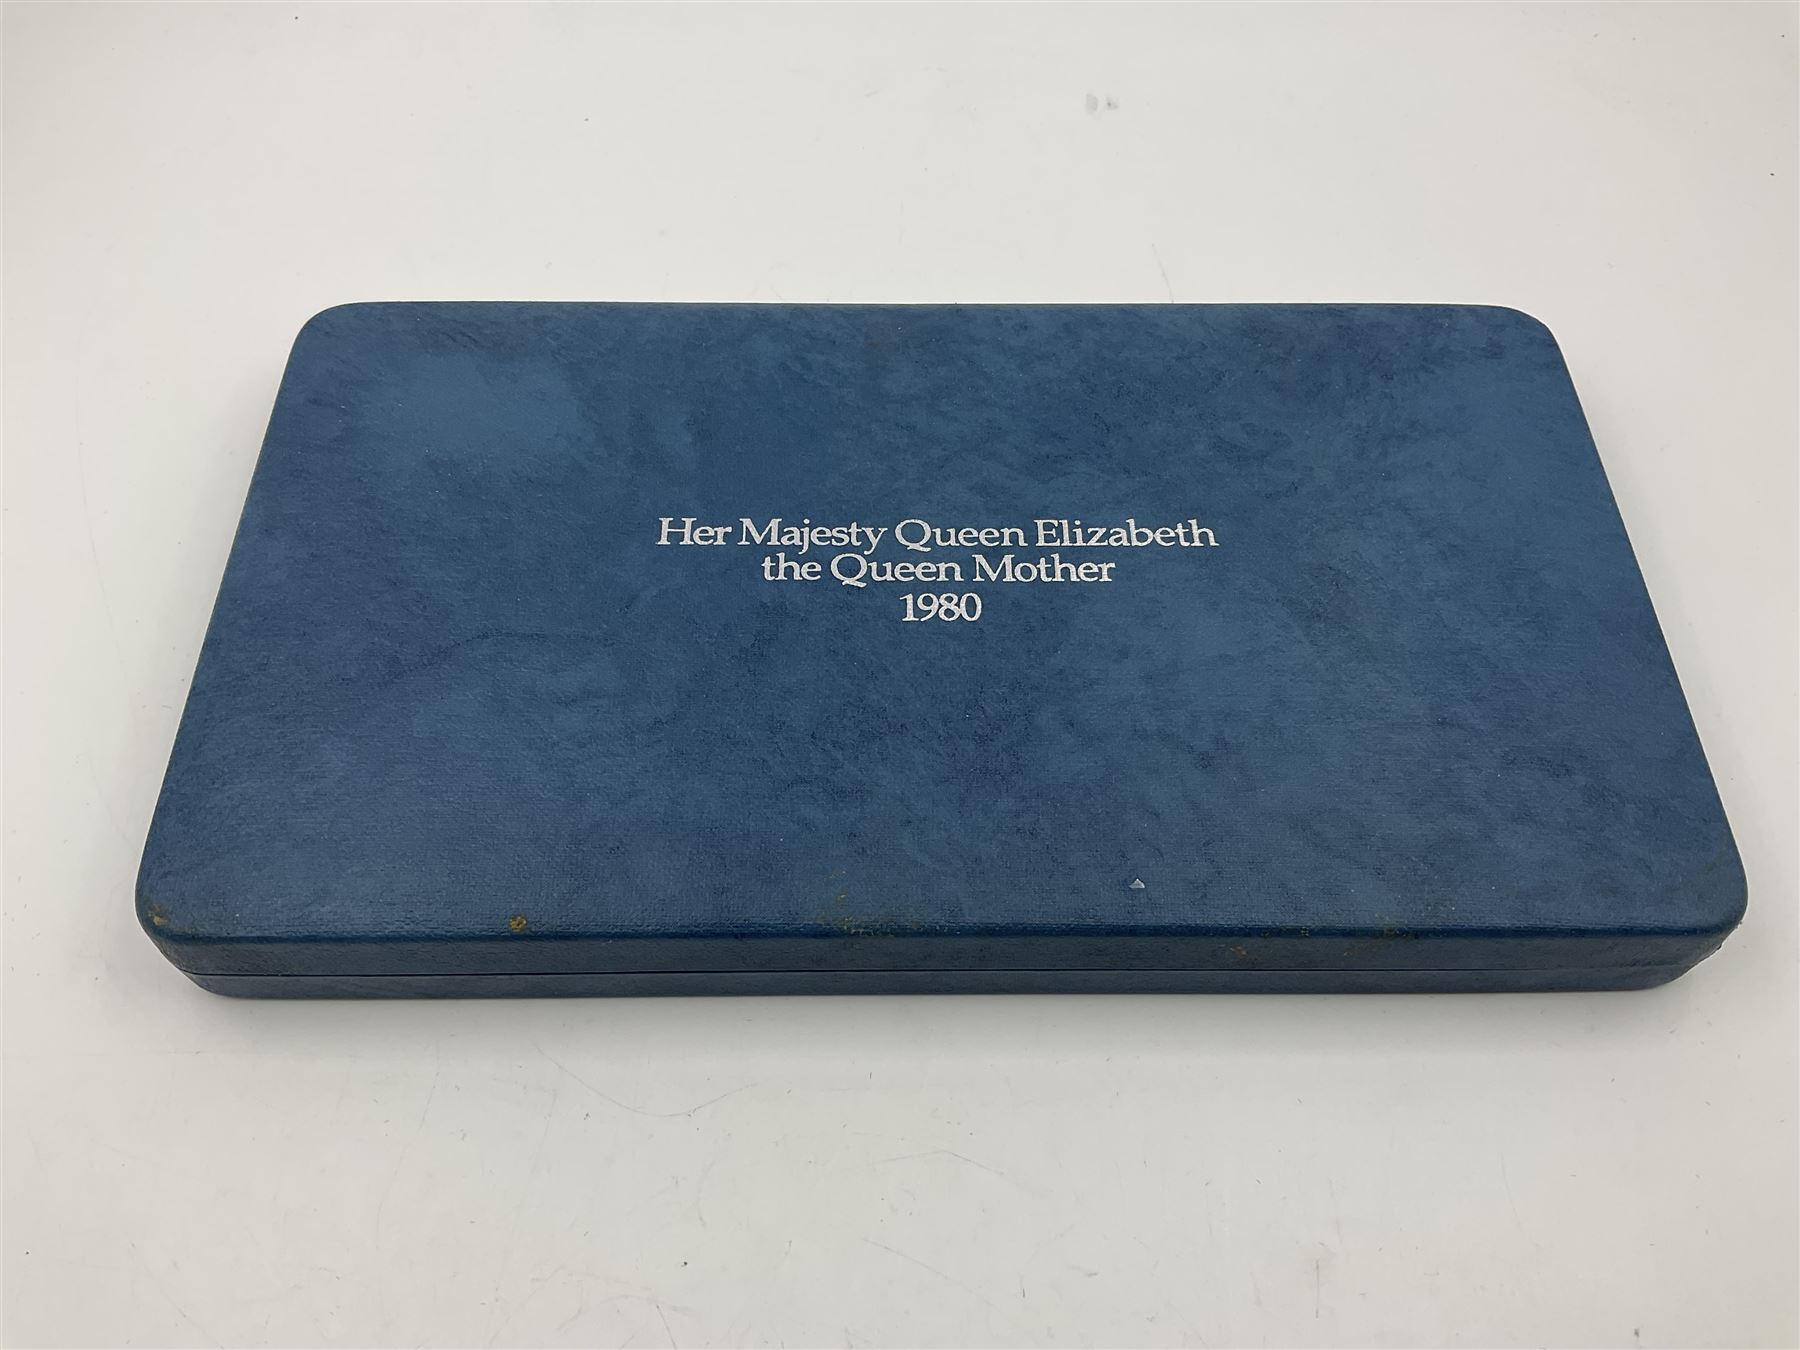 Her Majesty Queen Elizabeth
the Queen Mother
1980